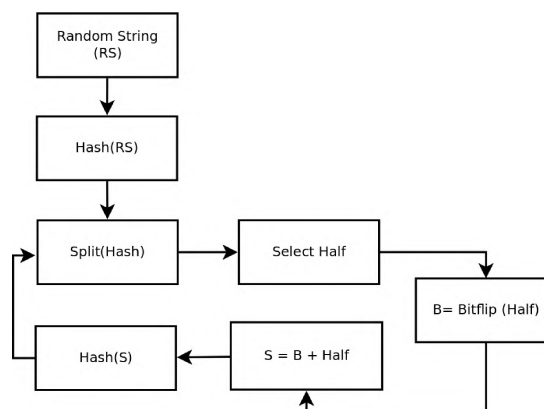 Random String
(RS)
Hash(RS)
Split(Hash)
Select Half
B= Bitflip (Half)
S = B + Half
Hash(S)